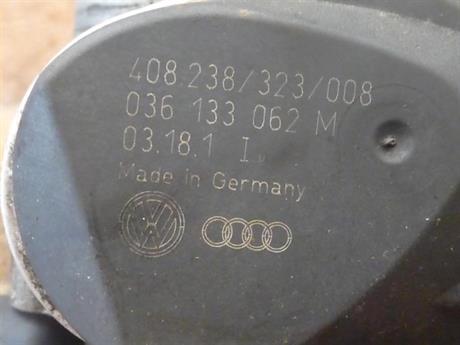 408.238/323/008
036 133 062 M
03.18.1 I
Made in Germany